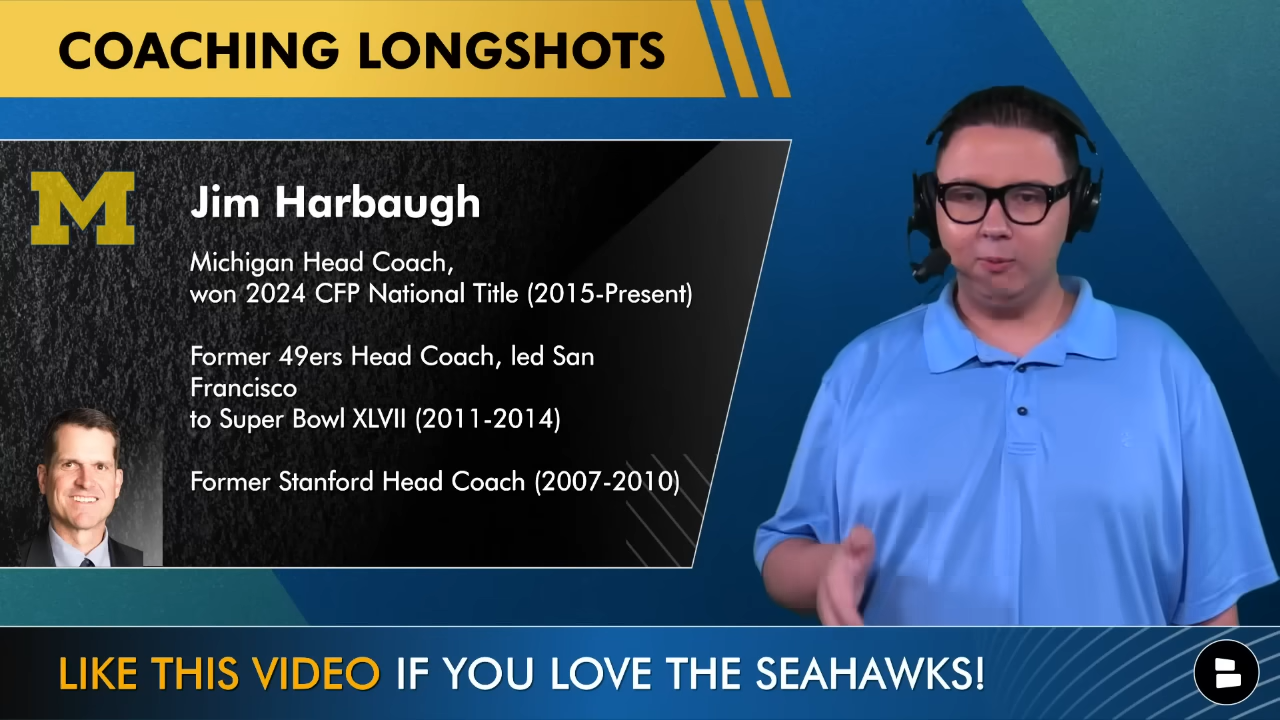 COACHING LONGSHOTS
M
Jim Harbaugh
Michigan Head Coach,
won 2024 CFP National Title (2015-Present)
Former 49ers Head Coach, led San
Francisco
to Super Bowl XLVII (2011-2014)
Former Stanford Head Coach (2007-2010)
LIKE THIS VIDEO IF YOU LOVE THE SEAHAWKS!